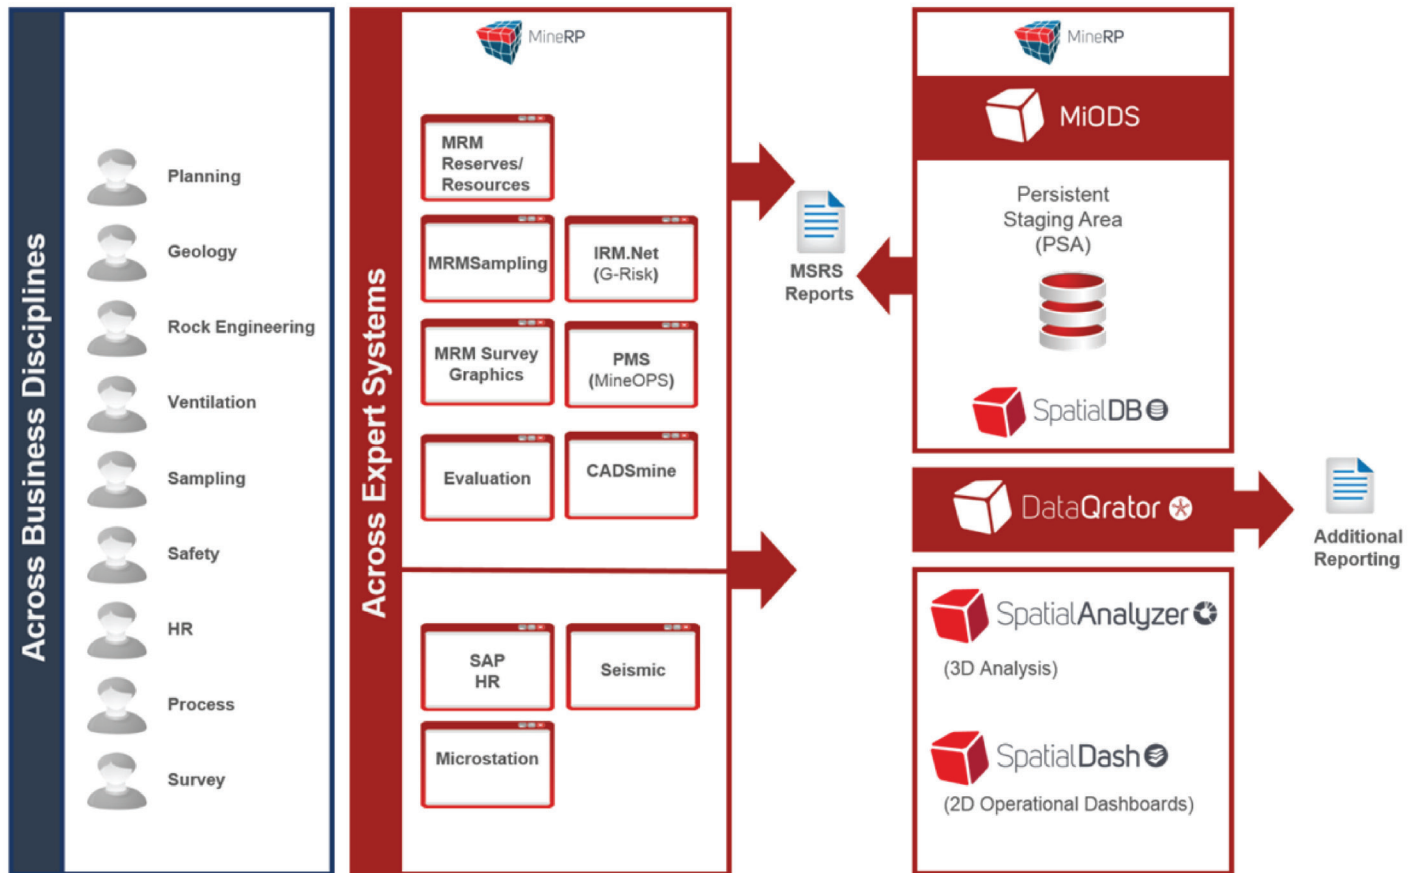 Across Business Disciplines
Planning
Geology
Rock Engineering
Ventilation
Sampling
Safety
HR
Process
Survey
Across Expert Systems
MineRP
MRM
Reserves/
Resources
MRMSampling
IRM.Net
(G-Risk)
MRM Survey
Graphics
PMS
(MineOPS)
Evaluation
CADSmine
SAP
HR
Seismic
Microstation
MSRS
Reports
MineRP
MiODS
Persistent
Staging Area
(PSA)
SpatialDB
DataQrator
Additional
Reporting
SpatialAnalyzer
(3D Analysis)
SpatialDash
(2D Operational Dashboards)